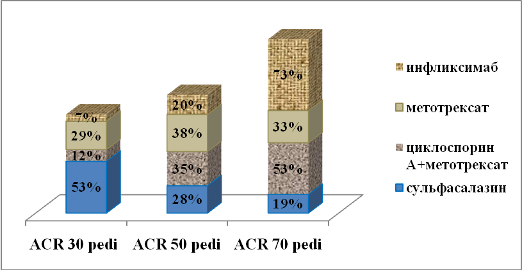 73%
7%
20%
29%
38%
33%
12%
35%
53%
53%
28%
19%
ACR 30 pedi
ACR 50 pedi
ACR 70 pedi
инфликсимаб
метотрексат
циклоспорин
А+метотрексат
сульфасалазин